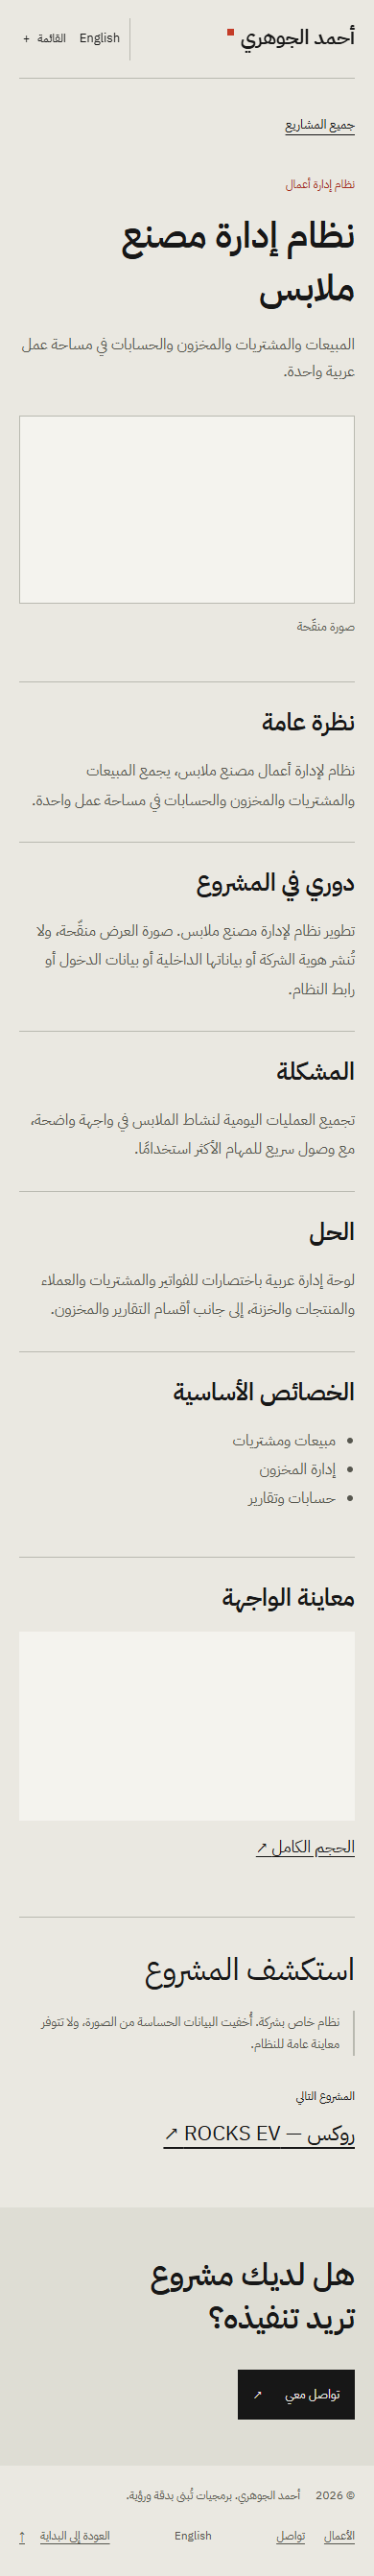 أحمد الجوهري
English
القائمة +
جميع المشاريع
نظام إدارة أعمال
نظام إدارة مصنع
ملابس
المبيعات والمشتريات والمخزون والحسابات في مساحة عمل
عربية واحدة.
صورة منقّحة
نظرة عامة
نظام لإدارة أعمال مصنع ملابس، يجمع المبيعات
والمشتريات والمخزون والحسابات في مساحة عمل واحدة.
دوري في المشروع
تطوير نظام لإدارة مصنع ملابس. صورة العرض منقّحة، ولا
تُنشر هوية الشركة أو بياناتها الداخلية أو بيانات الدخول أو
رابط النظام.
المشكلة
تجميع العمليات اليومية لنشاط الملابس في واجهة واضحة،
مع وصول سريع للمهام الأكثر استخدامًا.
الحل
لوحة إدارة عربية باختصارات للفواتير والمشتريات والعملاء
والمنتجات والخزنة، إلى جانب أقسام التقارير والمخزون.
الخصائص الأساسية
• مبيعات ومشتريات
• إدارة المخزون
• حسابات وتقارير
معاينة الواجهة
الحجم الكامل ↗
استكشف المشروع
نظام خاص بشركة. أُخفيت البيانات الحساسة من الصورة، ولا تتوفر
معاينة عامة للنظام.
المشروع التالي
روكس — ROCKS EV ↗
هل لديك مشروع
تريد تنفيذه؟
تواصل معي ↗
© 2026 أحمد الجوهري. برمجيات تُبنى بدقة ورؤية.
الأعمال
تواصل
English
العودة إلى البداية ↑